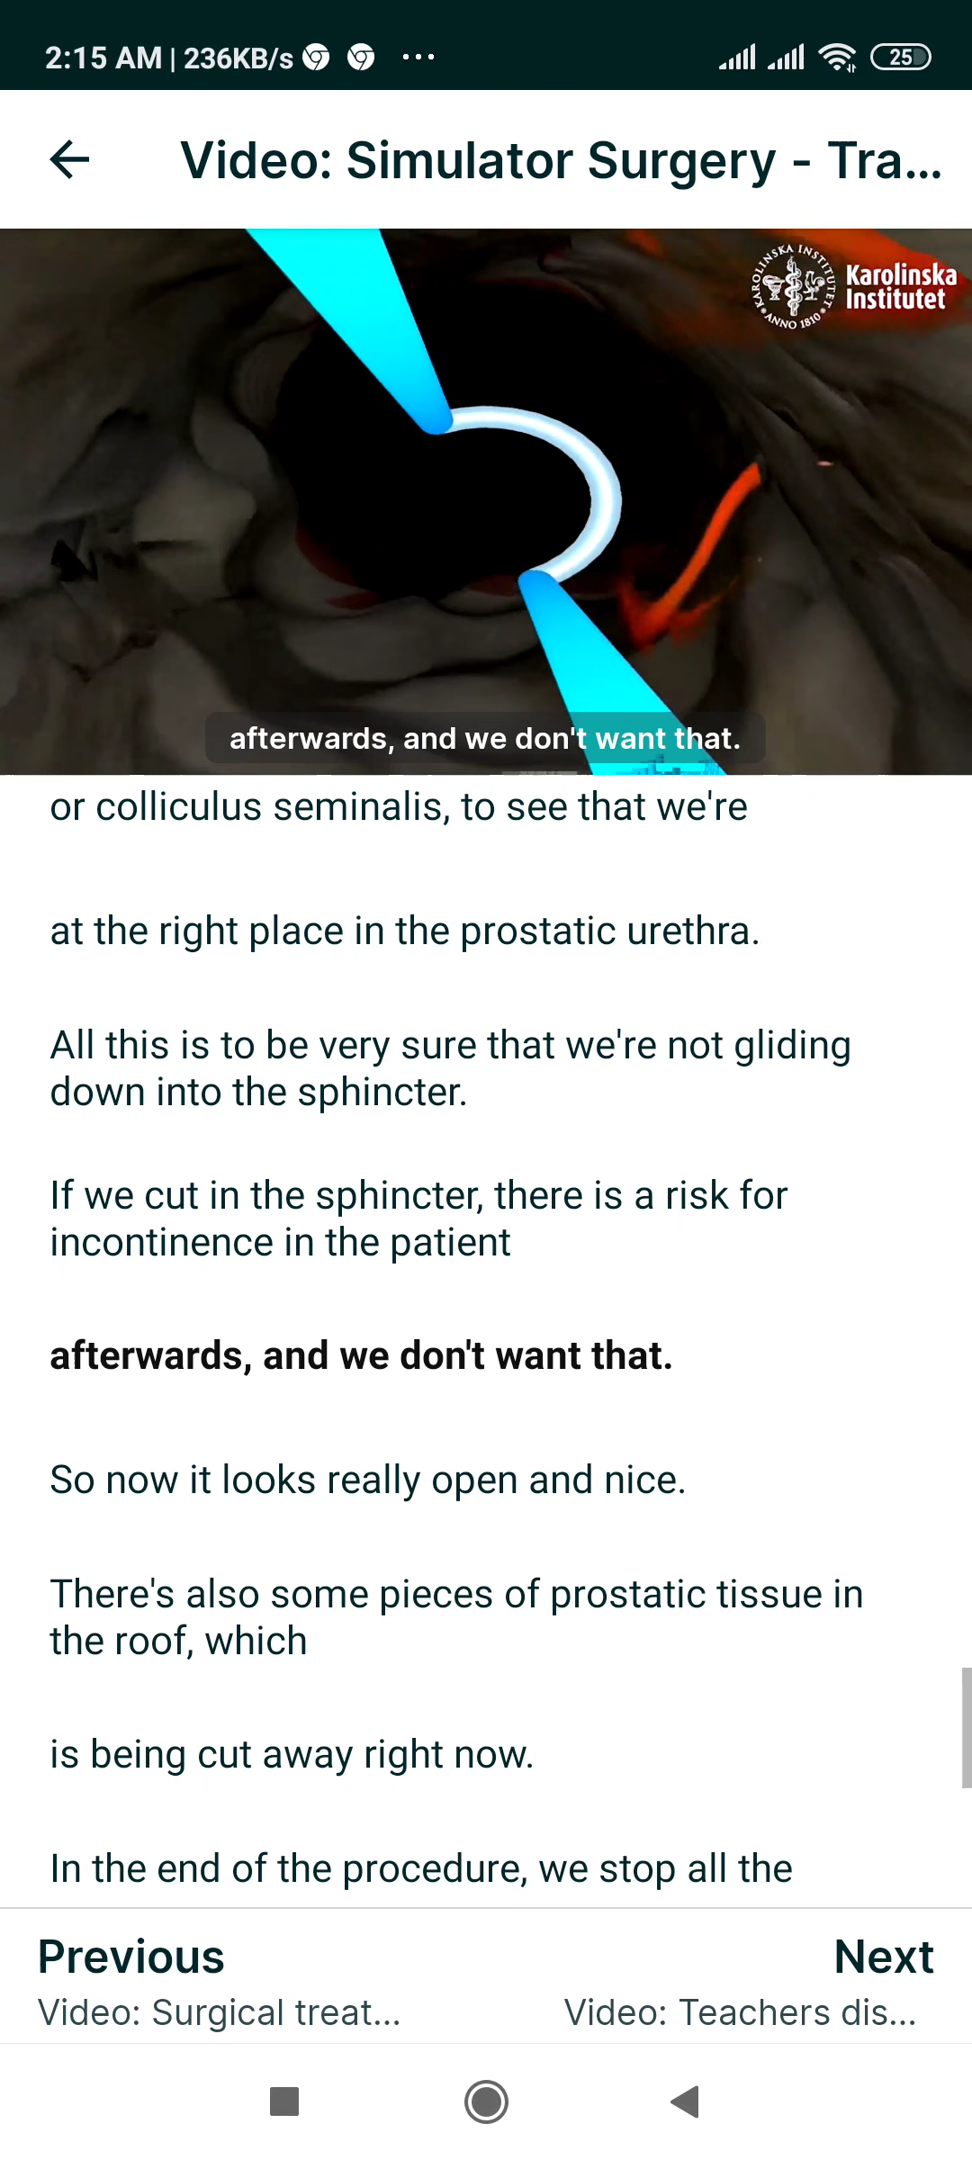 2:15 AM | 236KB/s ...
25
Video: Simulator Surgery - Tra...
KAROLINSKA INSTITUTET
ANNO 1810
Karolinska
Institutet
afterwards, and we don't want that.
or colliculus seminalis, to see that we're
at the right place in the prostatic urethra.
All this is to be very sure that we're not gliding
down into the sphincter.
If we cut in the sphincter, there is a risk for
incontinence in the patient
afterwards, and we don't want that.
So now it looks really open and nice.
There's also some pieces of prostatic tissue in
the roof, which
is being cut away right now.
In the end of the procedure, we stop all the
Previous
Next
Video: Surgical treat...
Video: Teachers dis...